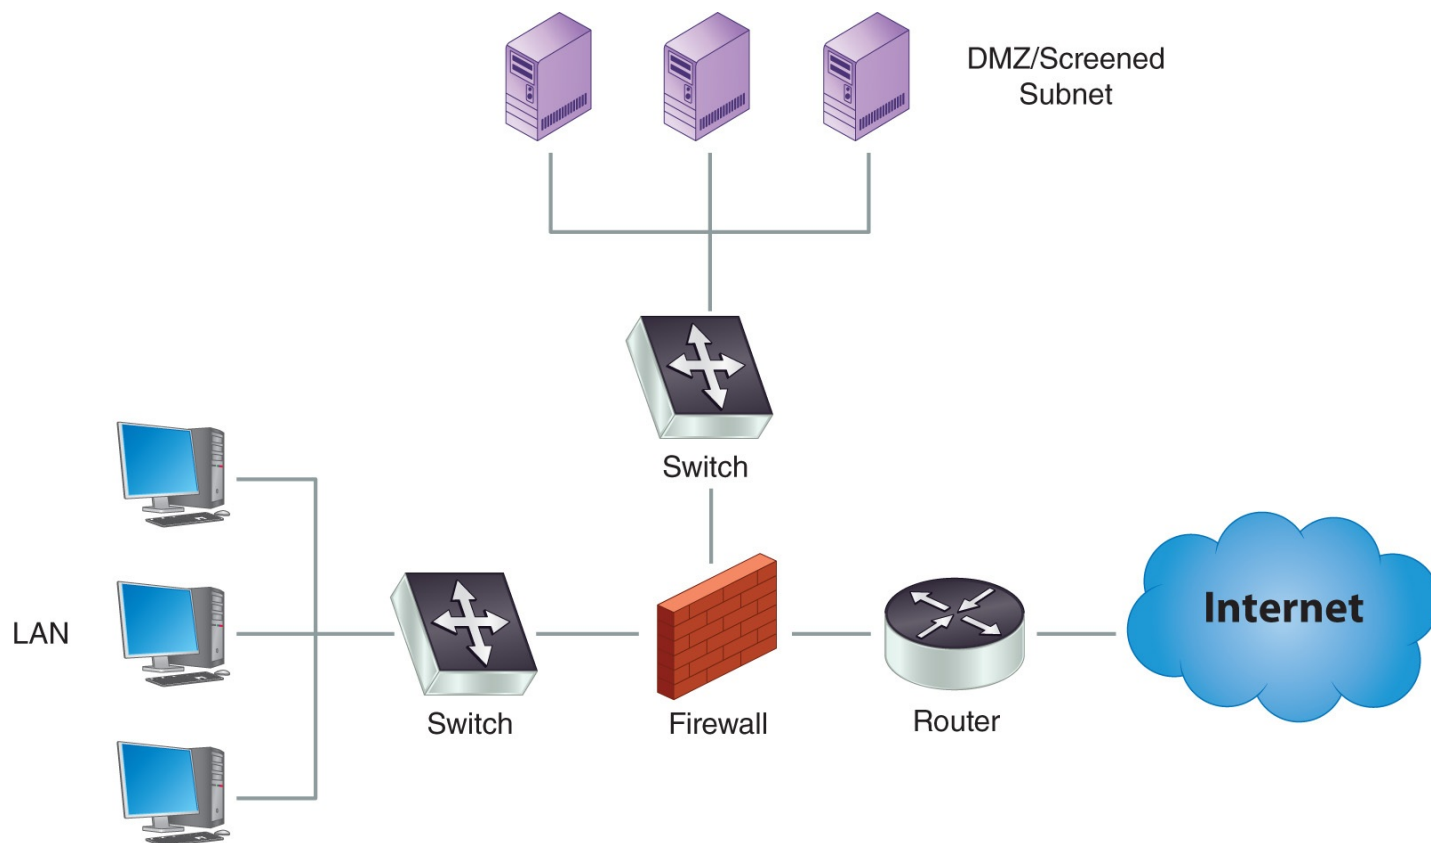 DMZ/Screened
Subnet
Switch
LAN
Internet
Switch
Firewall
Router